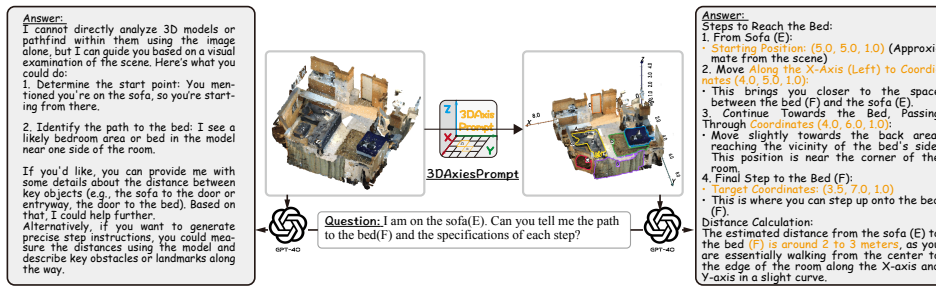 Answer:
I cannot directly analyze 3D models or
pathfind within them using the image
alone, but I can guide you based on a visual
examination of the scene. Here's what you
could do:
1. Determine the start point: You men-
tioned you're on the sofa, so you're start-
ing from there.
2. Identify the path to the bed: I see a
likely bedroom area or bed in the model
near one side of the room.
If you'd like, you can provide me with
some details about the distance between
key objects (e.g., the sofa to the door or
entryway, the door to the bed). Based on
that, I could help further.
Alternatively, if you want to generate
precise step instructions, you could mea-
sure the distances using the model and
describe key obstacles or landmarks along
the way.
Z
X
Y
3DAxis
Prompt
3DAxiesPrompt
GPT-4O
Question: I am on the sofa(E). Can you tell me the path
to the bed(F) and the specifications of each step?
GPT-4O
Answer:
Steps to Reach the Bed:
1. From Sofa (E):
• Starting Position: (5.0, 5.0, 1.0) (Approxi-
mate from the scene)
2. Move Along the X-Axis (Left) to Coordi-
nates (4.0, 5.0, 1.0):
• This brings you closer to the space
between the bed (F) and the sofa (E).
3. Continue Towards the Bed, Passing
Through Coordinates (4.0, 6.0, 1.0):
• Move slightly towards the back area,
reaching the vicinity of the bed's side.
This position is near the corner of the
room.
4. Final Step to the Bed (F):
• Target Coordinates: (3.5, 7.0, 1.0)
• This is where you can step up onto the bed
(F).
Distance Calculation:
The estimated distance from the sofa (E) to
the bed (F) is around 2 to 3 meters, as you
are essentially walking from the center to
the edge of the room along the X-axis and
Y-axis in a slight curve.